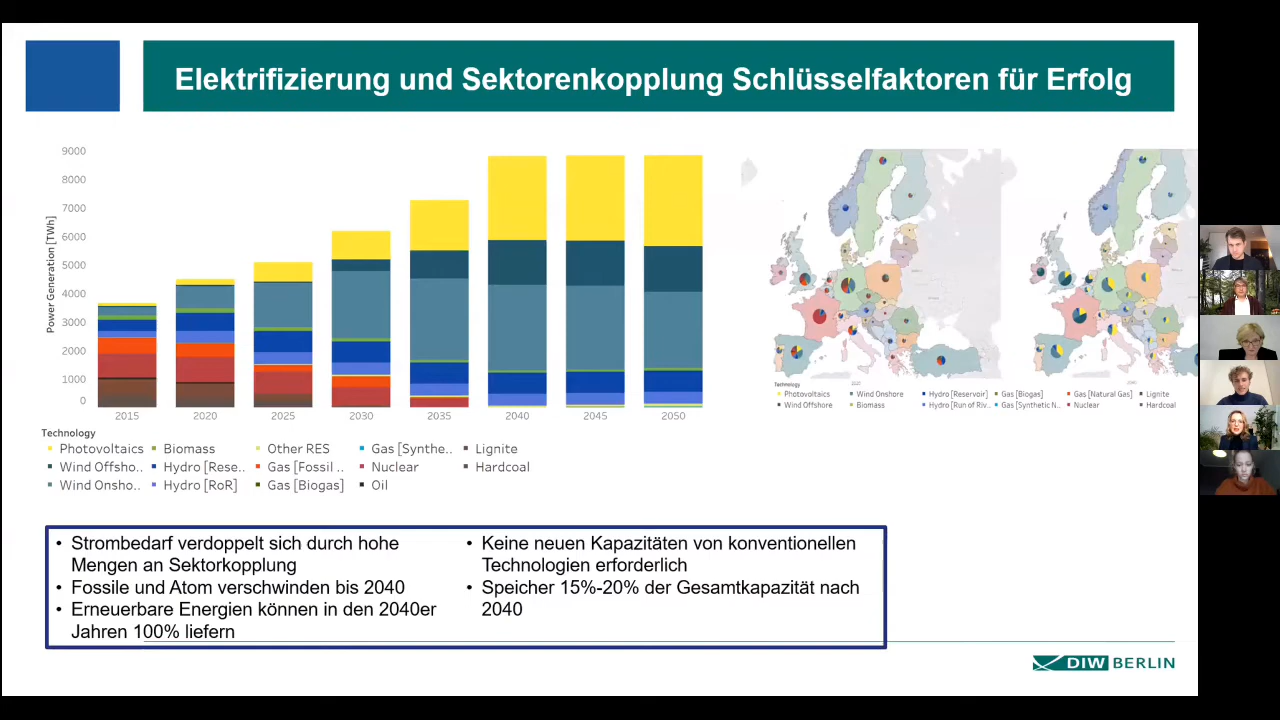 Elektrifizierung und Sektorenkopplung Schlüsselfaktoren für Erfolg
9000
8000
7000
6000
5000
4000
3000
2000
1000
0
Power Generation [TWh]
2015 2020 2025 2030 2035 2040 2045 2050
Technology
Photovoltaics Biomass Other RES Gas [Synthe.. Lignite
Wind Offsho.. Hydro [Rese.. Gas [Fossil .. Nuclear Hardcoal
Wind Onsho.. Hydro [RoR] Gas [Biogas] Oil
Technology
Photovoltaics Wind Onshore Hydro [Reservoir] Gas [Biogas] Gas [Natural Gas] Lignite
Wind Offshore Biomass Hydro [Run of Riv.. Gas [Synthetic N.. Nuclear Hardcoal
• Strombedarf verdoppelt sich durch hohe
Mengen an Sektorkopplung
• Fossile und Atom verschwinden bis 2040
• Erneuerbare Energien können in den 2040er
Jahren 100% liefern
• Keine neuen Kapazitäten von konventionellen
Technologien erforderlich
• Speicher 15%-20% der Gesamtkapazität nach
2040
DIW BERLIN